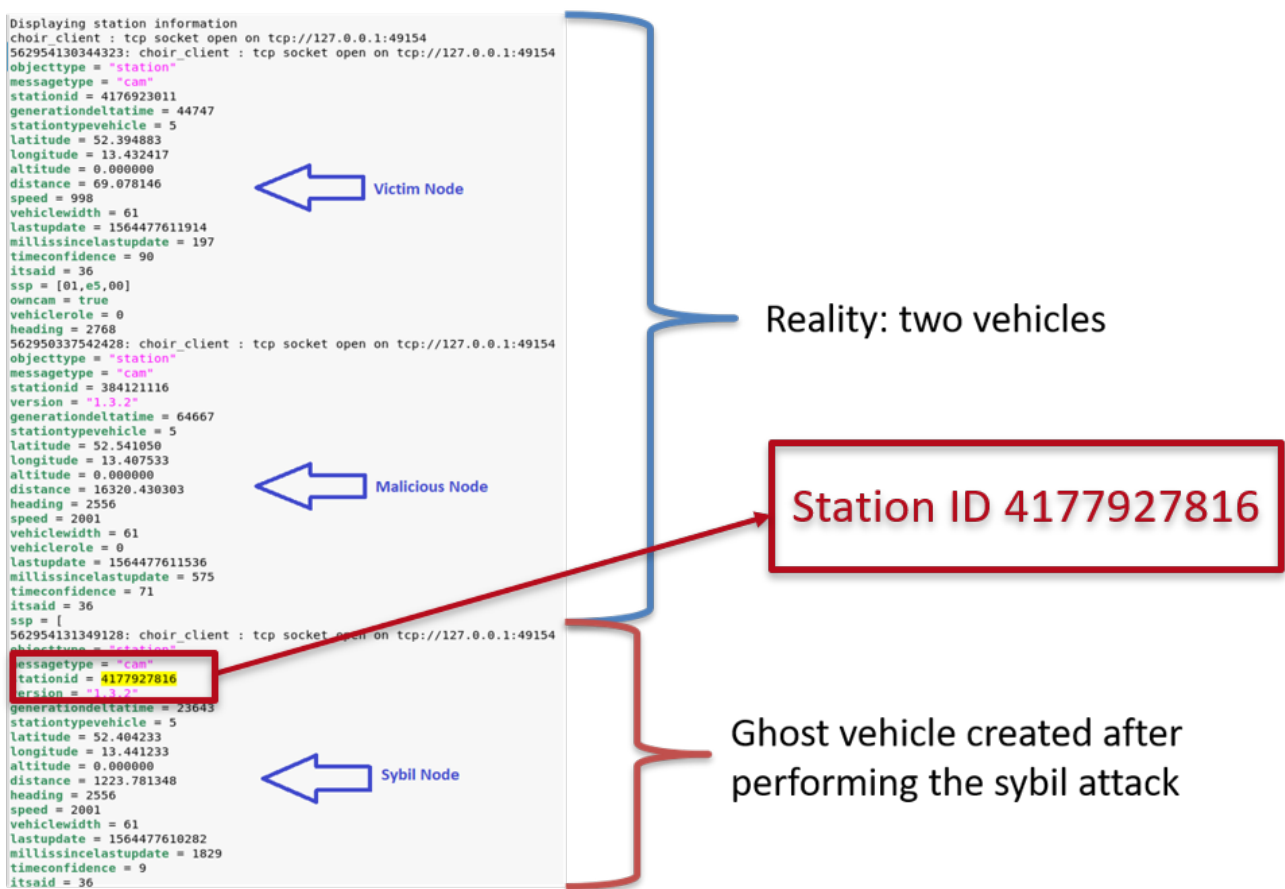 Displaying station information
choir_client : tcp socket open on tcp://127.0.0.1:49154
562954130344323: choir_client : tcp socket open on tcp://127.0.0.1:49154
objecttype = "station"
messagetype = "cam"
stationid = 4176923011
generationdeltatime = 44747
stationtypevehicle = 5
latitude = 52.394883
longitude = 13.432417
altitude = 0.000000
distance = 69.078146
speed = 998
vehiclewidth = 61
lastupdate = 1564477611914
millissincelastupdate = 197
timeconfidence = 90
itsaid = 36
ssp = [01,e5,00]
owncam = true
vehiclerole = 0
heading = 2768
Victim Node
562950337542428: choir_client : tcp socket open on tcp://127.0.0.1:49154
objecttype = "station"
messagetype = "cam"
stationid = 384121116
version = "1.3.2"
generationdeltatime = 64667
stationtypevehicle = 5
latitude = 52.541050
longitude = 13.407533
altitude = 0.000000
distance = 16320.430303
heading = 2556
speed = 2001
vehiclewidth = 61
vehiclerole = 0
lastupdate = 1564477611536
millissincelastupdate = 575
timeconfidence = 71
itsaid = 36
ssp = [
Malicious Node
562954131349128: choir_client : tcp socket open on tcp://127.0.0.1:49154
objecttype = "station"
messagetype = "cam"
stationid = 4177927816
version = "1.3.2"
generationdeltatime = 23643
stationtypevehicle = 5
latitude = 52.404233
longitude = 13.441233
altitude = 0.000000
distance = 1223.781348
heading = 2556
speed = 2001
vehiclewidth = 61
lastupdate = 1564477610282
millissincelastupdate = 1829
timeconfidence = 9
itsaid = 36
Sybil Node
Reality: two vehicles
Station ID 4177927816
Ghost vehicle created after
performing the sybil attack